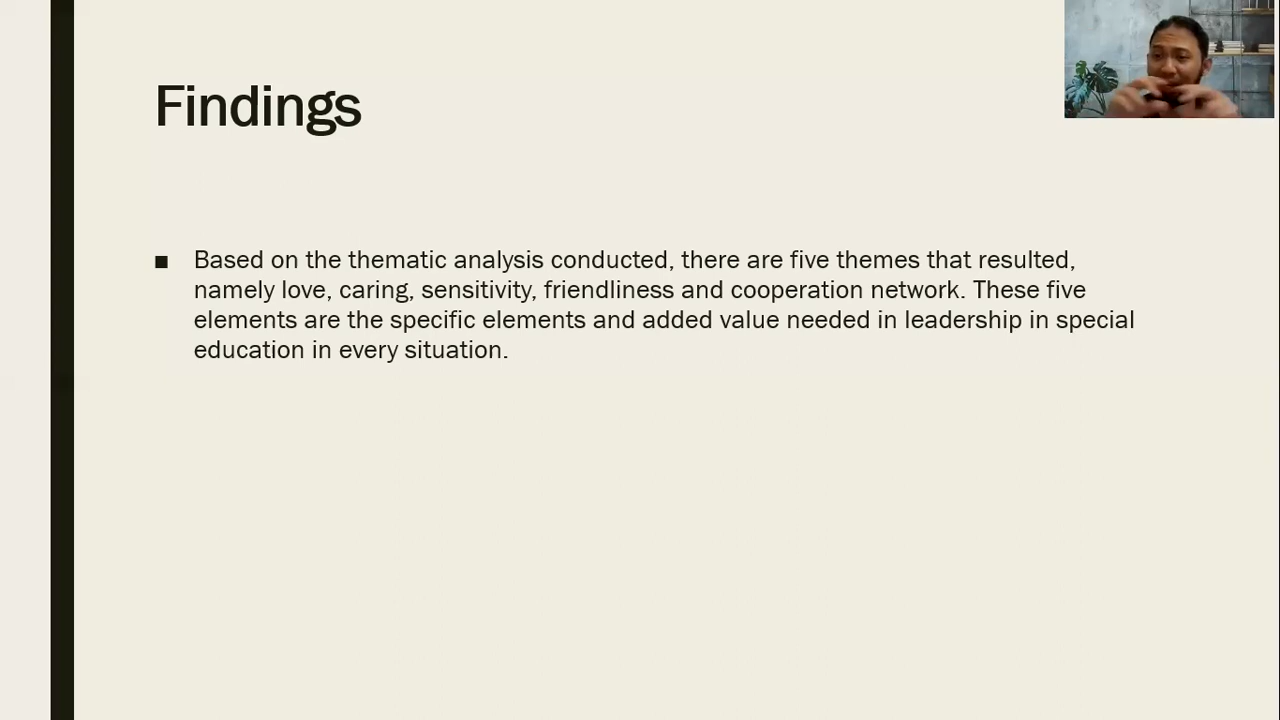 Findings
■ Based on the thematic analysis conducted, there are five themes that resulted,
namely love, caring, sensitivity, friendliness and cooperation network. These five
elements are the specific elements and added value needed in leadership in special
education in every situation.